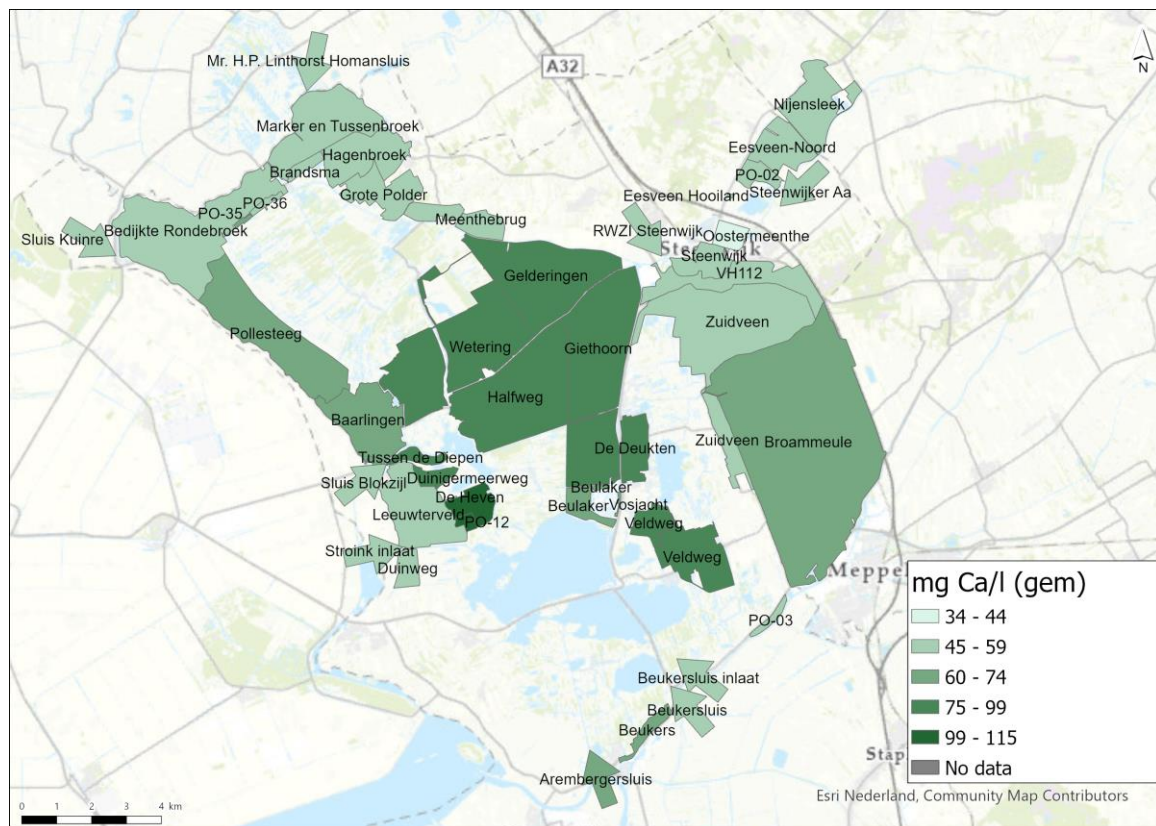 Mr. H.P. Linthorst Homansluis
A32
N
Nijensleek
Marker en Tussenbroek
Eesveen-Noord
Hagenbroek
Brandsma
PO-02
Grote Polder
Steenwijker Aa
Eesveen Hooiland
PO-36
PO-35
Meenthebrug
Bedijkte Rondebroek
RWZI Steenwijk
Oostermeenthe
Sluis Kuinre
Steenwijk
VH112
Gelderingen
Zuidveen
Pollesteeg
Wetering
Giethoorn
Halfweg
Baarlingen
Zuidveen
Broammeule
De Deukten
Tussen de Diepen
Duinigermeerweg
Sluis Blokzijl
Beulaker
De Heven
Beulaker
Vosjacht
Leeuwterveld
PO-12
Veldweg
Stroink inlaat
Veldweg
Duinweg
Meppel
PO-03
Beukersluis inlaat
Beukersluis
Beukers
Arembergersluis
mg Ca/l (gem)
34 - 44
45 - 59
60 - 74
75 - 99
99 - 115
No data
Esri Nederland, Community Map Contributors
0 1 2 4 km